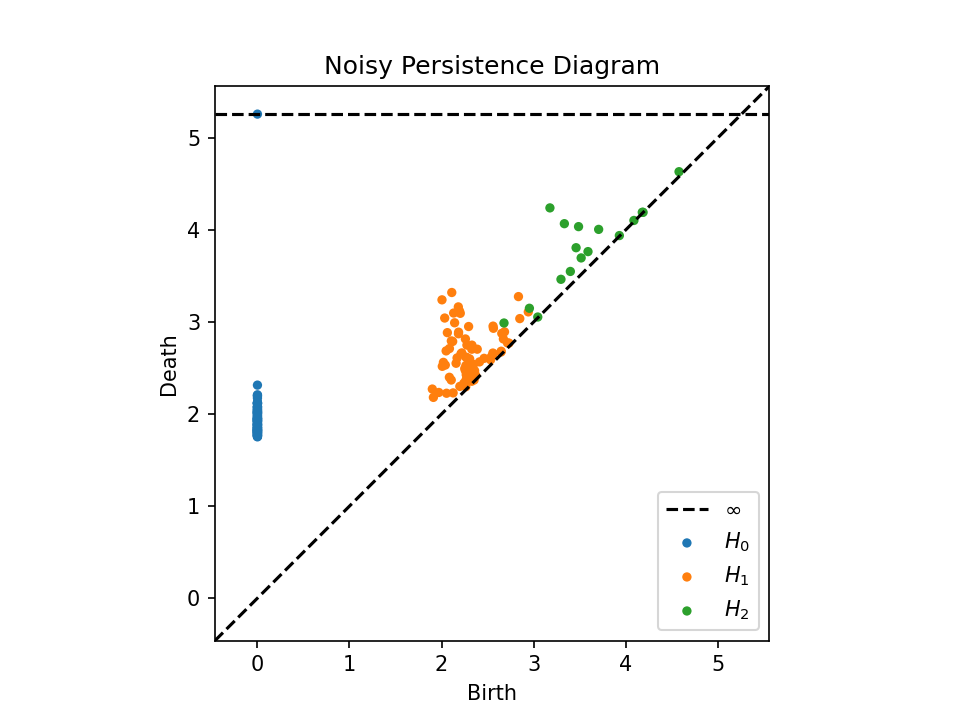 Noisy Persistence Diagram
5
4
3
2
1
0
Death
0 1 2 3 4 5
Birth
∞
H₀
H₁
H₂